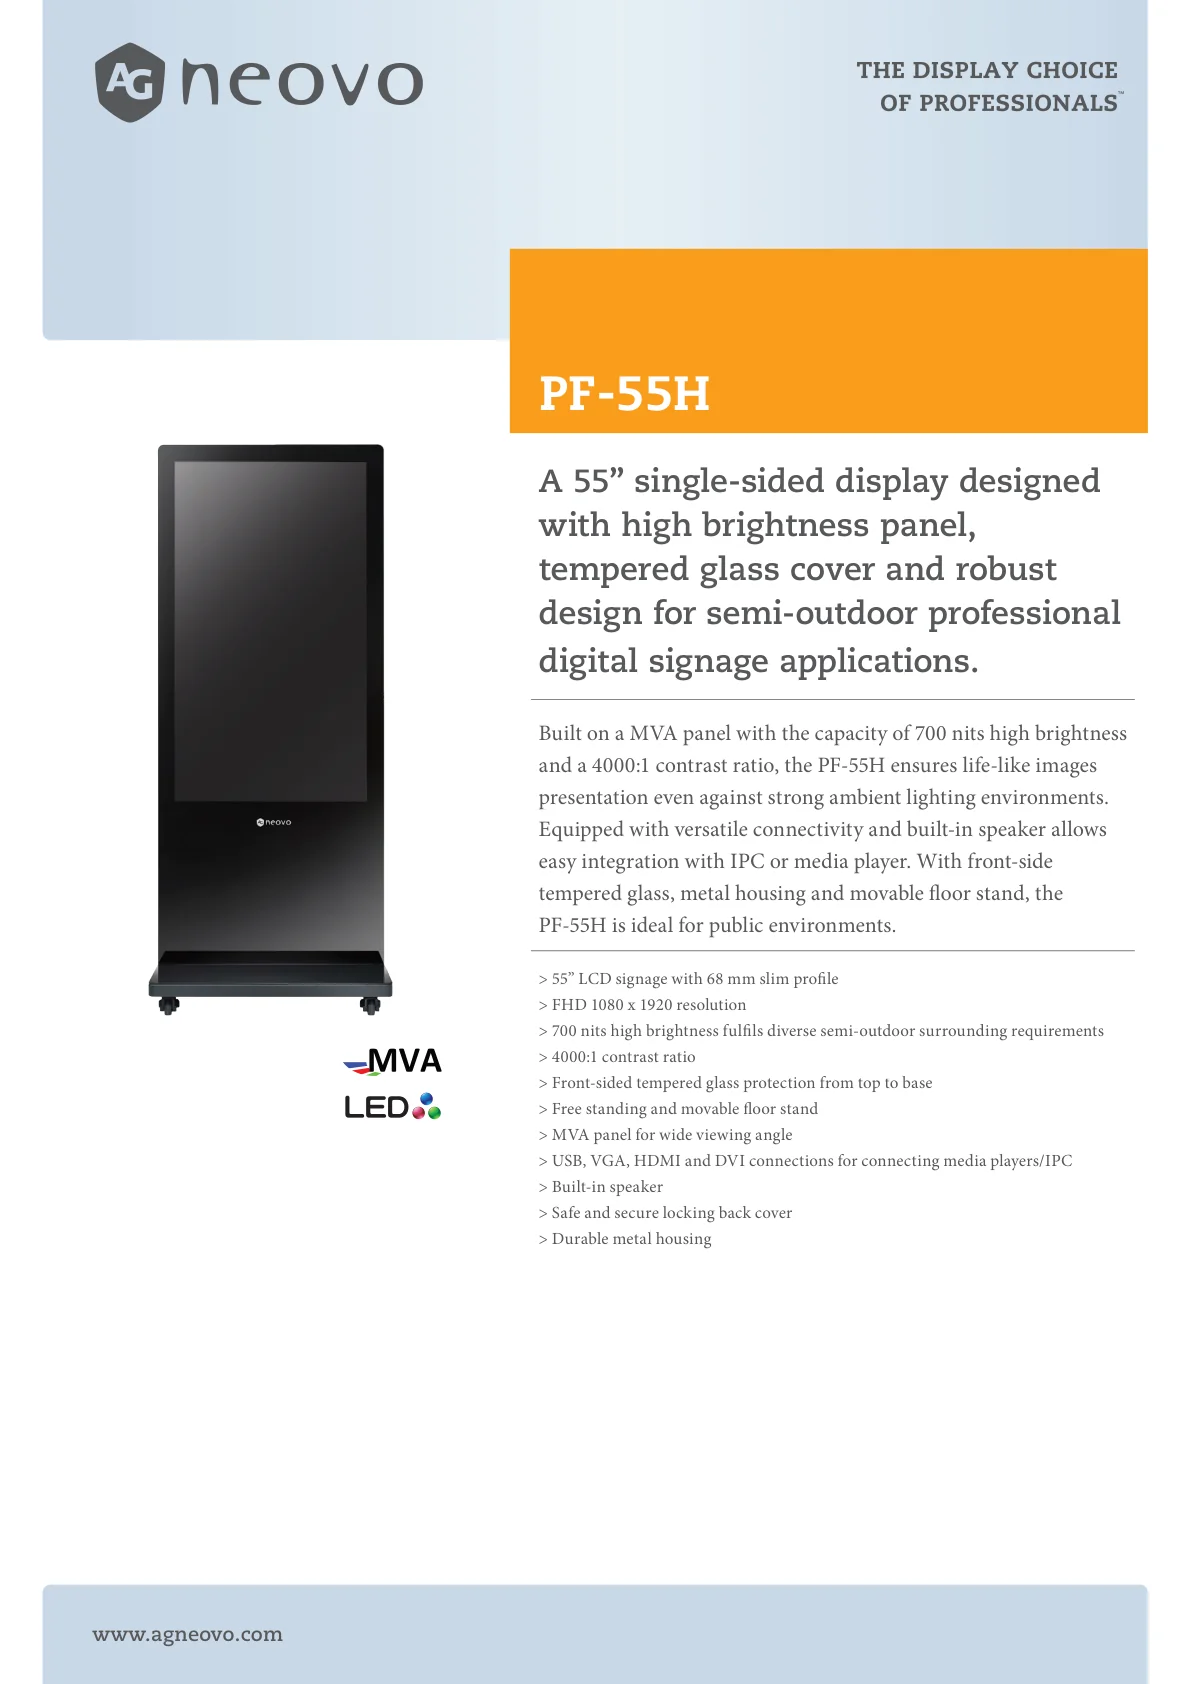 AG neovo
THE DISPLAY CHOICE
OF PROFESSIONALS™
PF-55H
A 55” single-sided display designed
with high brightness panel,
tempered glass cover and robust
design for semi-outdoor professional
digital signage applications.
Built on a MVA panel with the capacity of 700 nits high brightness
and a 4000:1 contrast ratio, the PF-55H ensures life-like images
presentation even against strong ambient lighting environments.
Equipped with versatile connectivity and built-in speaker allows
easy integration with IPC or media player. With front-side
tempered glass, metal housing and movable floor stand, the
PF-55H is ideal for public environments.
> 55” LCD signage with 68 mm slim profile
> FHD 1080 x 1920 resolution
> 700 nits high brightness fulfils diverse semi-outdoor surrounding requirements
> 4000:1 contrast ratio
> Front-sided tempered glass protection from top to base
> Free standing and movable floor stand
> MVA panel for wide viewing angle
> USB, VGA, HDMI and DVI connections for connecting media players/IPC
> Built-in speaker
> Safe and secure locking back cover
> Durable metal housing
AG neovo
MVA
LED
www.agneovo.com